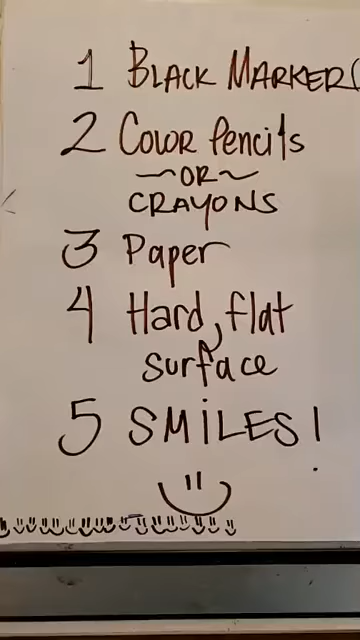 1 BLACK MARKER(
2 COLOR Pencils
~OR~
CRAYONS
3 Paper
4 Hard, flat
surface
5 SMiLES!